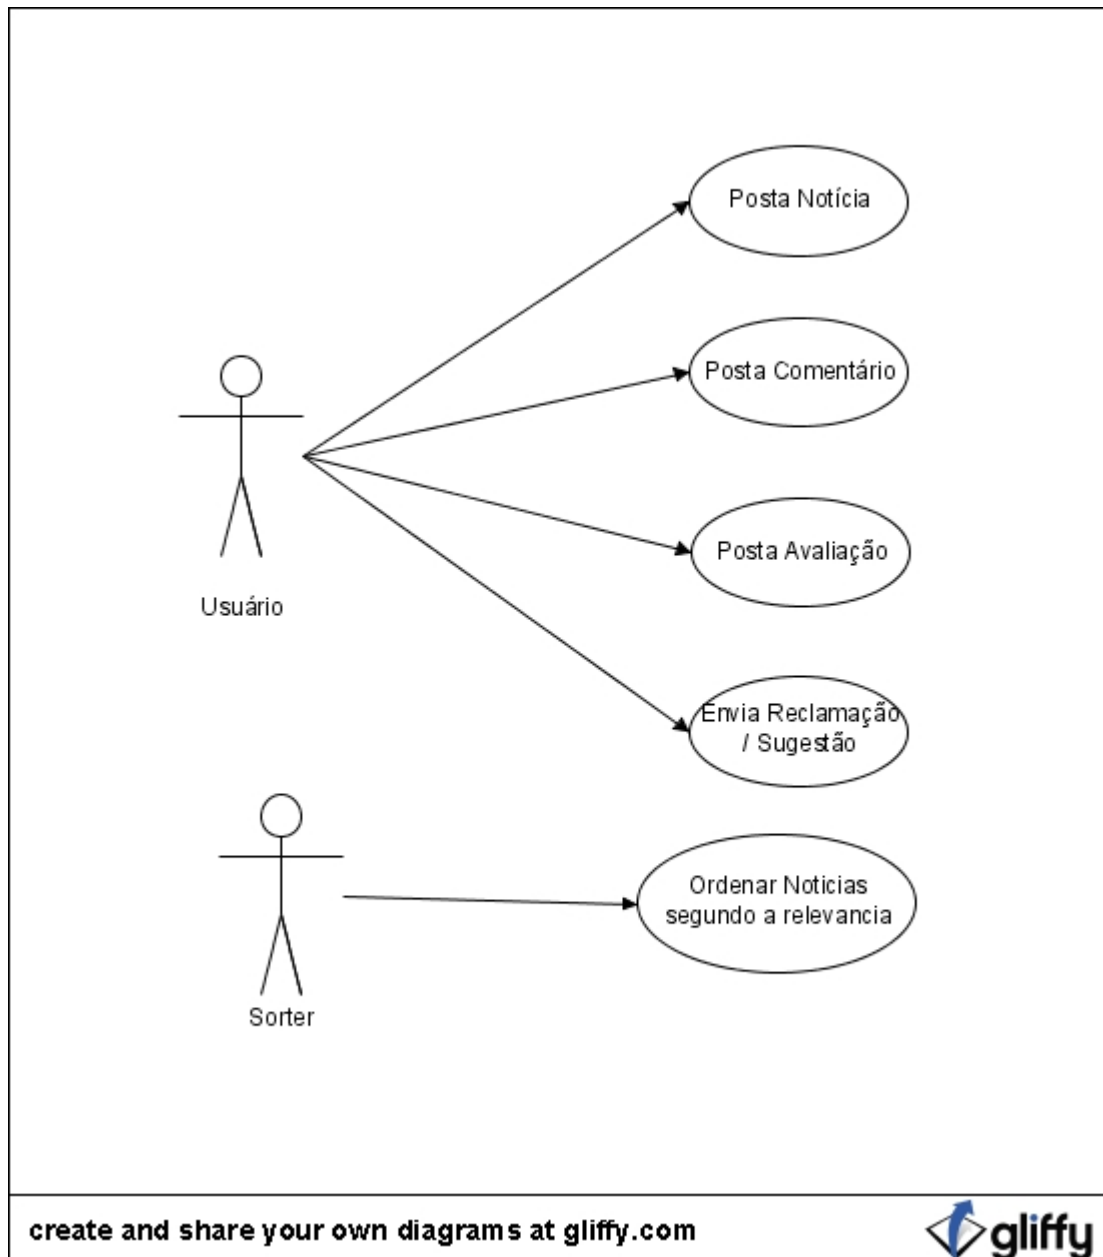 Posta Notícia
Posta Comentário
Posta Avaliação
Usuário
Envia Reclamação
/ Sugestão
Ordenar Noticias
segundo a relevancia
Sorter
create and share your own diagrams at gliffy.com
gliffy